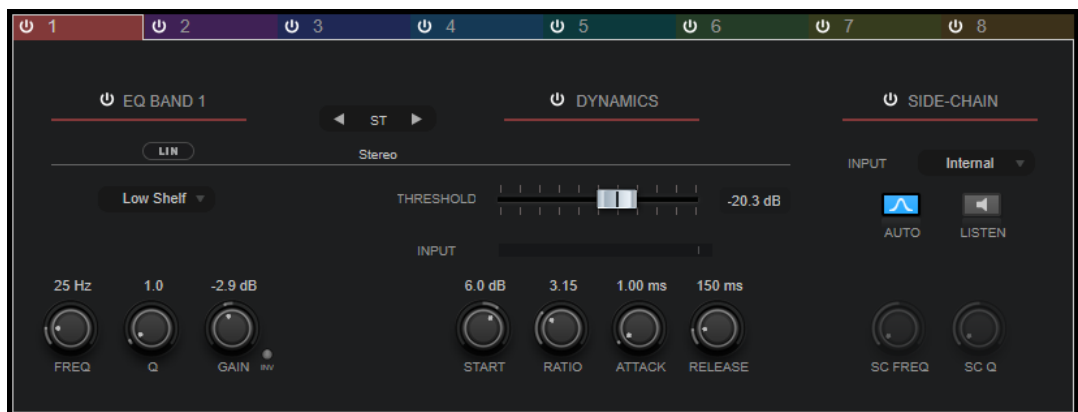 1 2 3 4 5 6 7 8
EQ BAND 1
ST
DYNAMICS
SIDE-CHAIN
LIN
Stereo
INPUT Internal
Low Shelf
THRESHOLD -20.3 dB
AUTO LISTEN
INPUT
25 Hz 1.0 -2.9 dB 6.0 dB 3.15 1.00 ms 150 ms
FREQ Q GAIN INV START RATIO ATTACK RELEASE SC FREQ SC Q